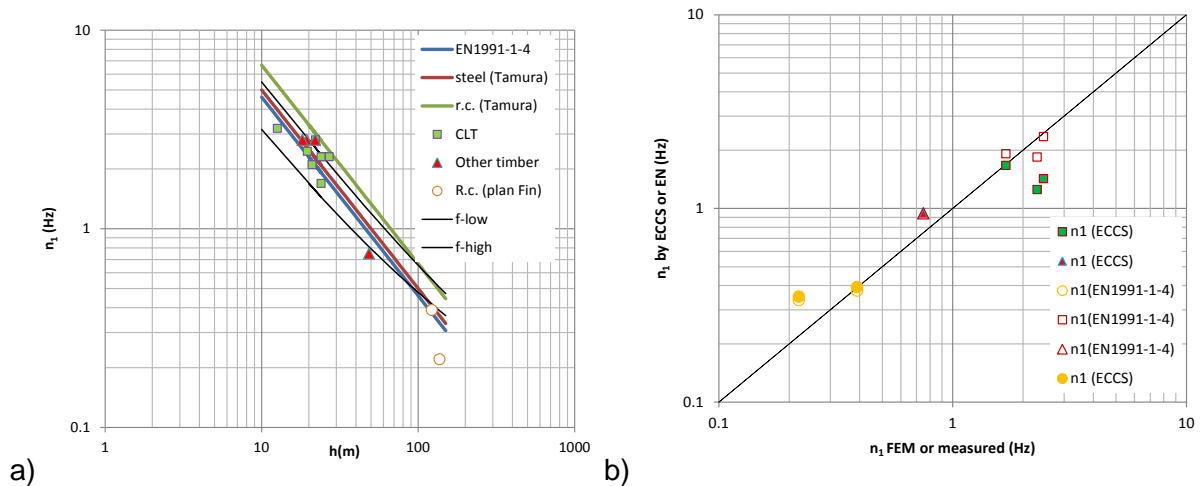 10
1
0.1
n₁ (Hz)
1
10
100
1000
h(m)
EN1991-1-4
steel (Tamura)
r.c. (Tamura)
CLT
Other timber
R.c. (plan Fin)
f-low
f-high
a)
10
1
0.1
n₁ by ECCS or EN (Hz)
0.1
1
10
n₁ FEM or measured (Hz)
n1 (ECCS)
n1 (ECCS)
n1(EN1991-1-4)
n1(EN1991-1-4)
n1(EN1991-1-4)
n1 (ECCS)
b)